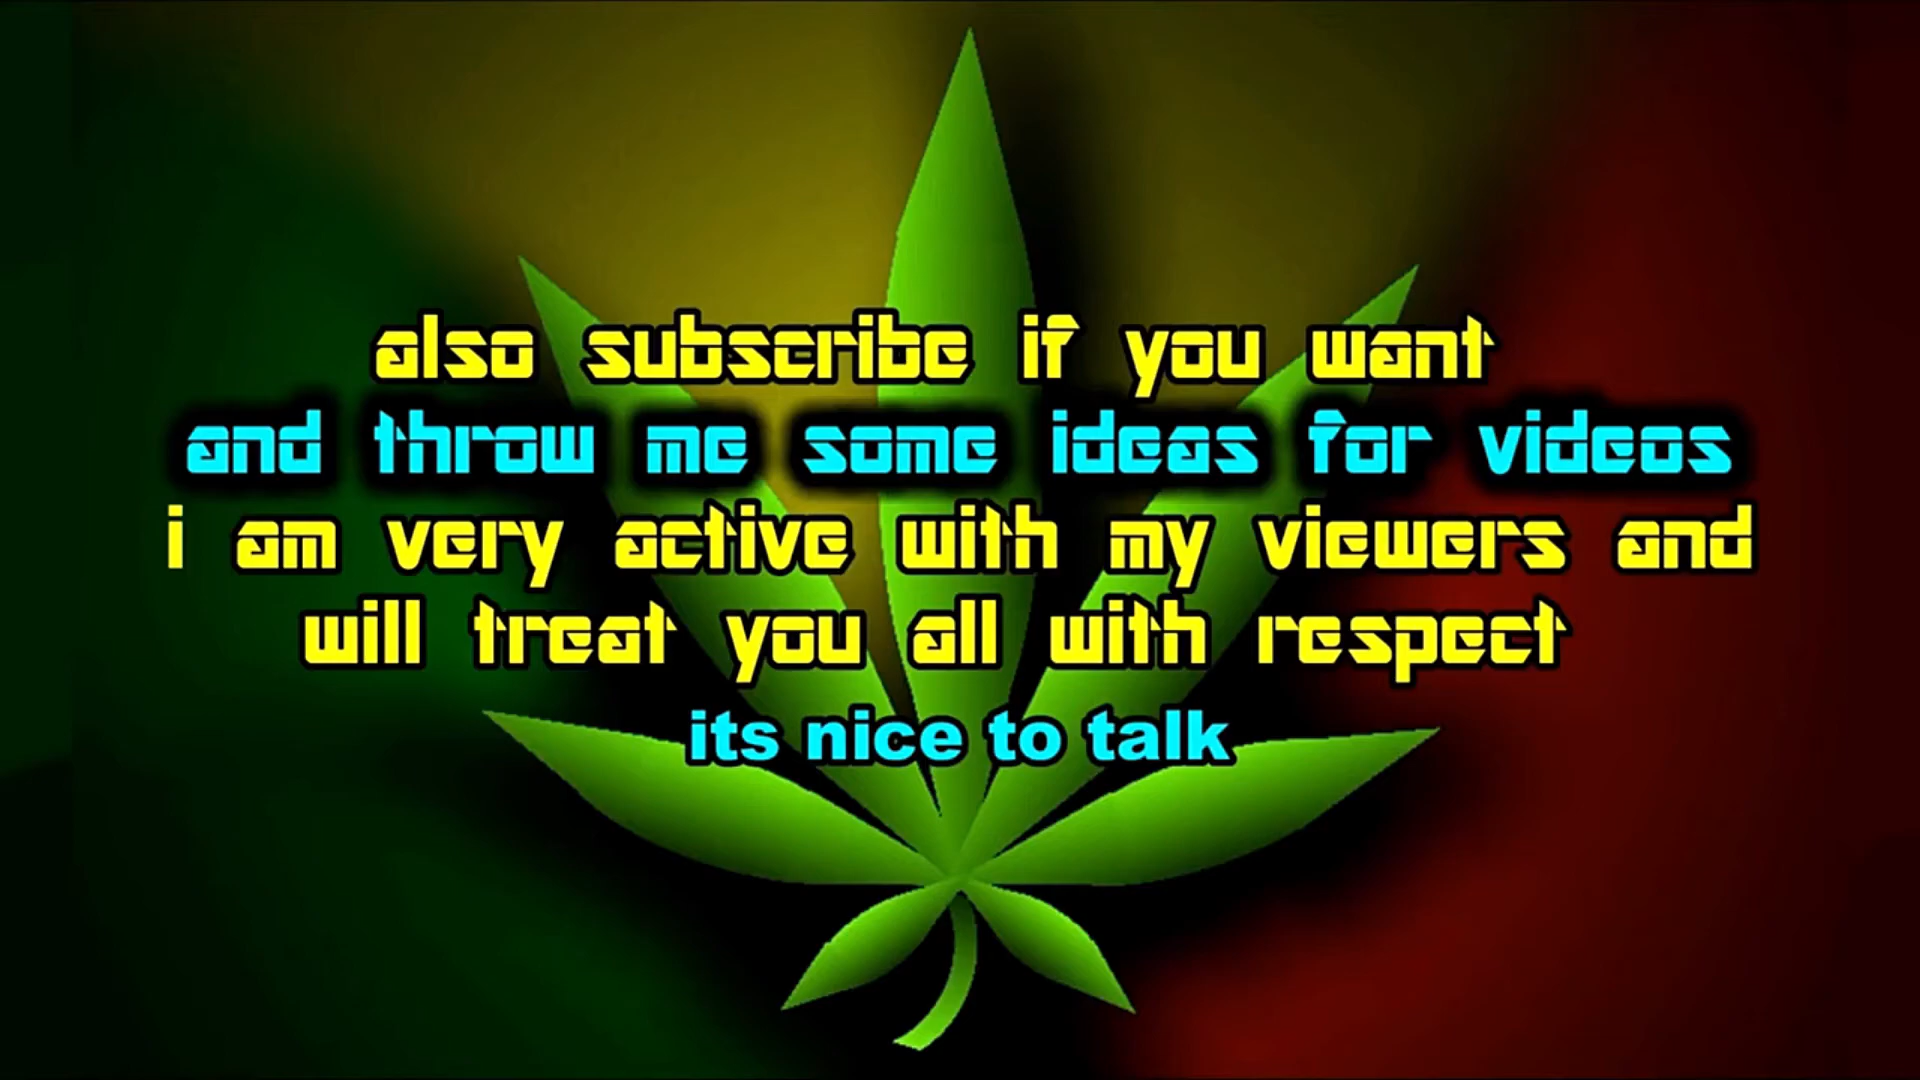 also subscribe if you want
and throw me some ideas for videos
i am very active with my viewers and
will treat you all with respect
its nice to talk